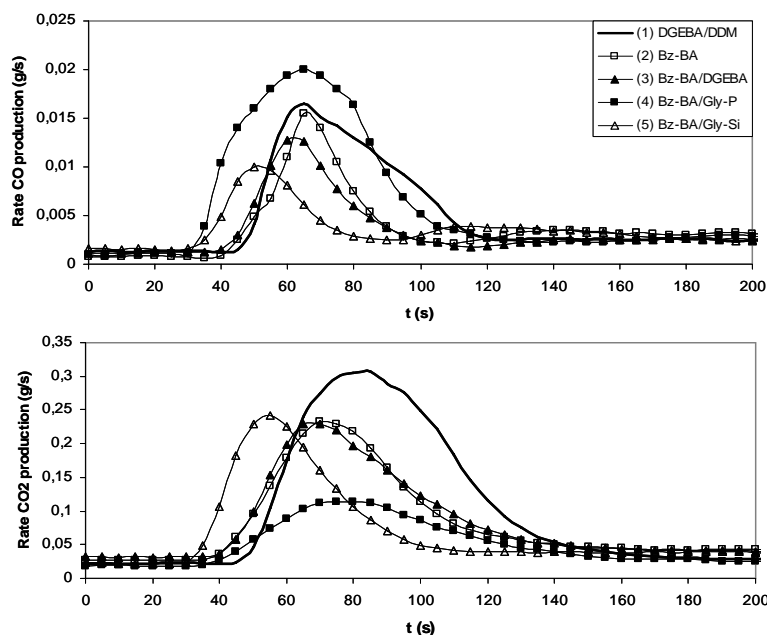 Rate CO production (g/s)
0,025
0,02
0,015
0,01
0,005
0
0 20 40 60 80 100 120 140 160 180 200
t (s)
(1) DGEBA/DDM
(2) Bz-BA
(3) Bz-BA/DGEBA
(4) Bz-BA/Gly-P
(5) Bz-BA/Gly-Si
Rate CO2 production (g/s)
0,35
0,3
0,25
0,2
0,15
0,1
0,05
0
0 20 40 60 80 100 120 140 160 180 200
t (s)